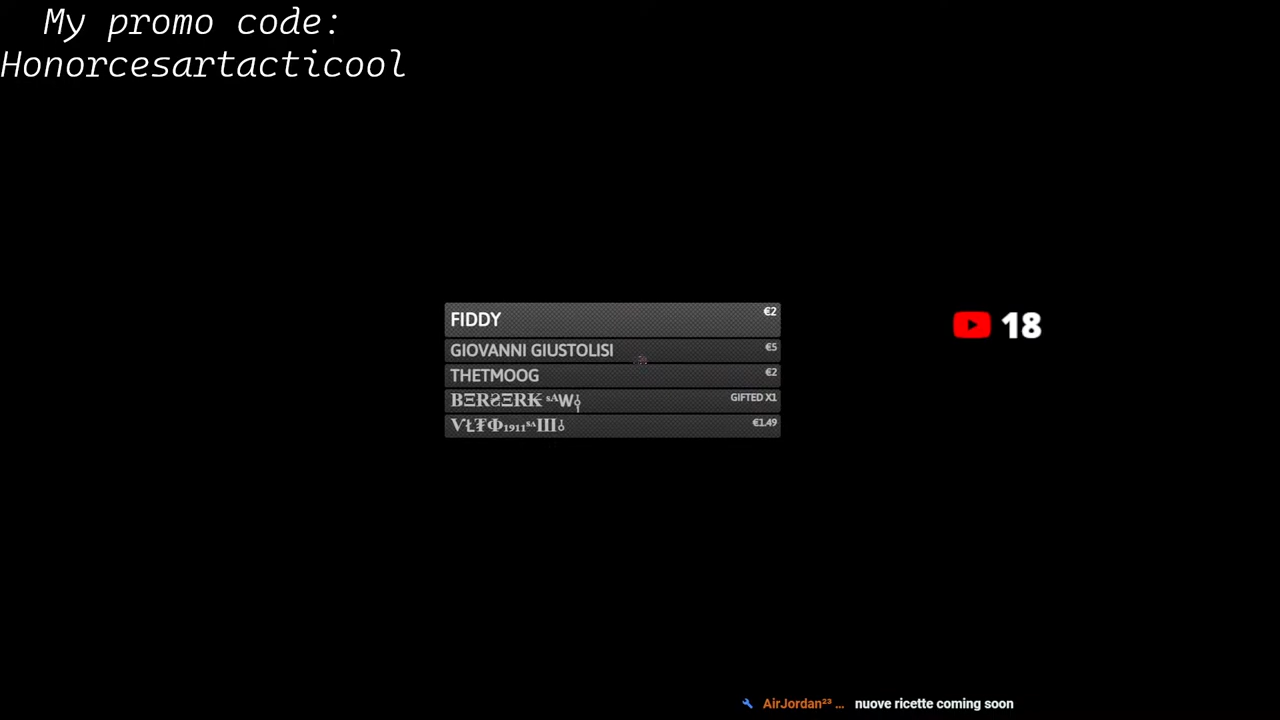 My promo code:
Honorcesartacticool
FIDDY €2
GIOVANNI GIUSTOLISI €5
THETMOOG €2
GIFTED X1
€1.49
18
AirJordan²³ ... nuove ricette coming soon